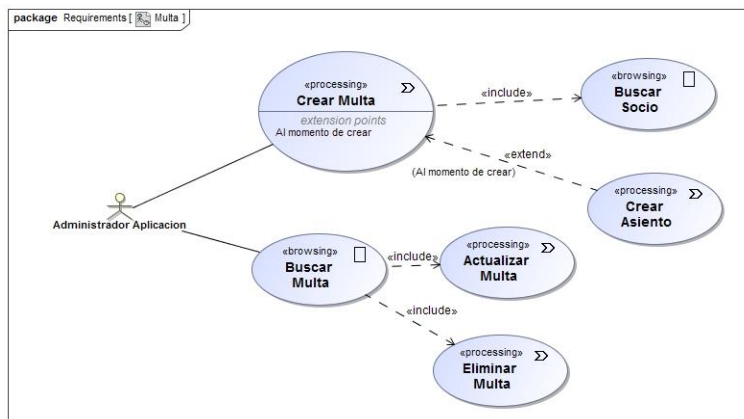 package Requirements [ Multa ]
«processing»
Crear Multa
extension points
Al momento de crear
«include»
«browsing»
Buscar
Socio
«extend»
(Al momento de crear)
«processing»
Crear
Asiento
Administrador Aplicacion
«browsing»
Buscar
Multa
«include»
«processing»
Actualizar
Multa
«include»
«processing»
Eliminar
Multa